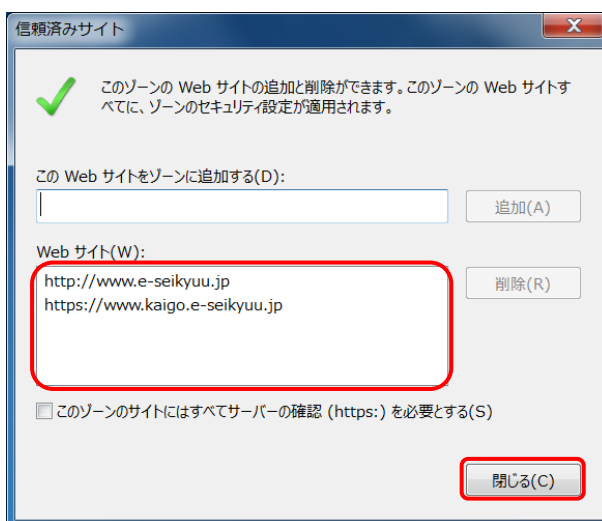 信頼済みサイト
このゾーンの Web サイトの追加と削除ができます。このゾーンの Web サイトす
べてに、ゾーンのセキュリティ設定が適用されます。
この Web サイトをゾーンに追加する(D):
追加(A)
Web サイト(W):
http://www.e-seikyuu.jp
https://www.kaigo.e-seikyuu.jp
削除(R)
このゾーンのサイトにはすべてサーバーの確認 (https:) を必要とする(S)
閉じる(C)